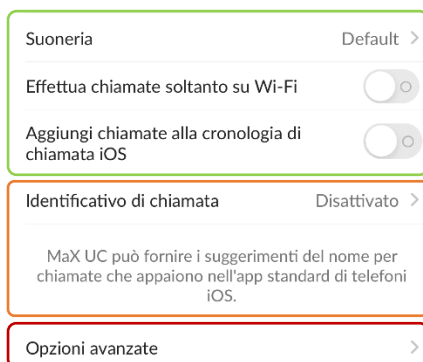 Suoneria Default
Effettua chiamate soltanto su Wi-Fi
Aggiungi chiamate alla cronologia di
chiamata iOS
Identificativo di chiamata Disattivato
MaX UC può fornire i suggerimenti del nome per
chiamate che appaiono nell'app standard di telefoni
iOS.
Opzioni avanzate